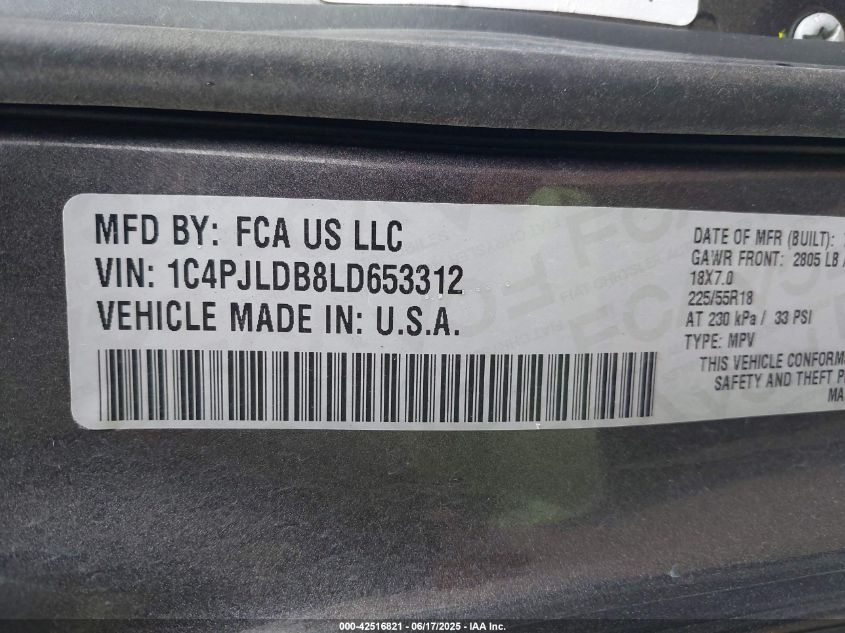 MFD BY: FCA US LLC
VIN: 1C4PJLDB8LD653312
VEHICLE MADE IN: U.S.A.
DATE OF MFR (BUILT):
GAWR FRONT: 2805 LB
18X7.0
225/55R18
AT 230 kPa / 33 PSI
TYPE: MPV
THIS VEHICLE CONFORM
SAFETY AND THEFT P
MA
000-42516821 - 06/17/2025 - IAA Inc.